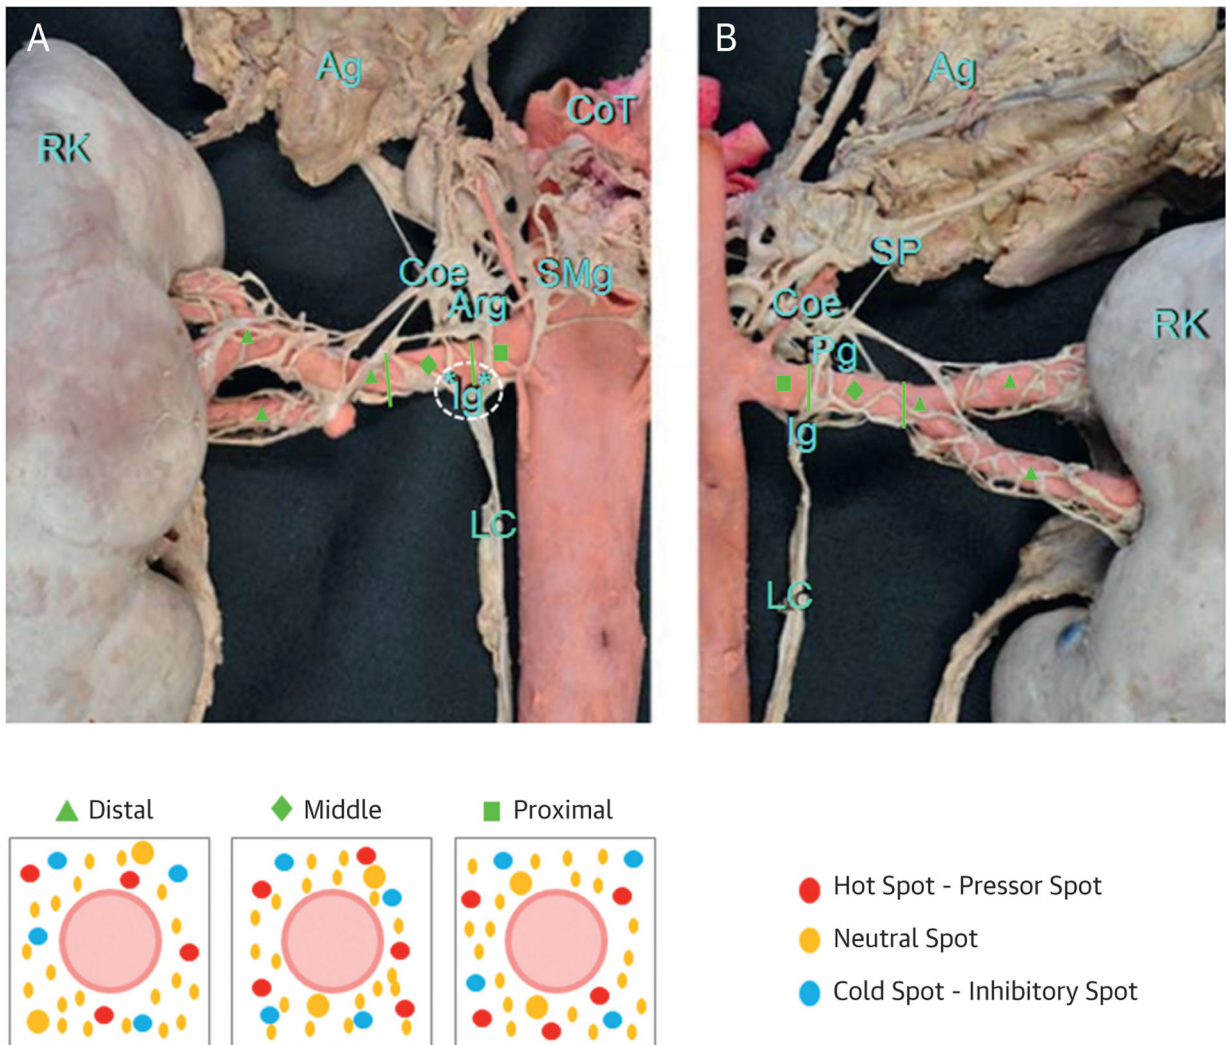 A
Ag
CoT
RK
Coe
SMg
Arg
*Ig*
LC
B
Ag
SP
Coe
RK
Pg
Ig
LC
Distal
Middle
Proximal
Hot Spot - Pressor Spot
Neutral Spot
Cold Spot - Inhibitory Spot